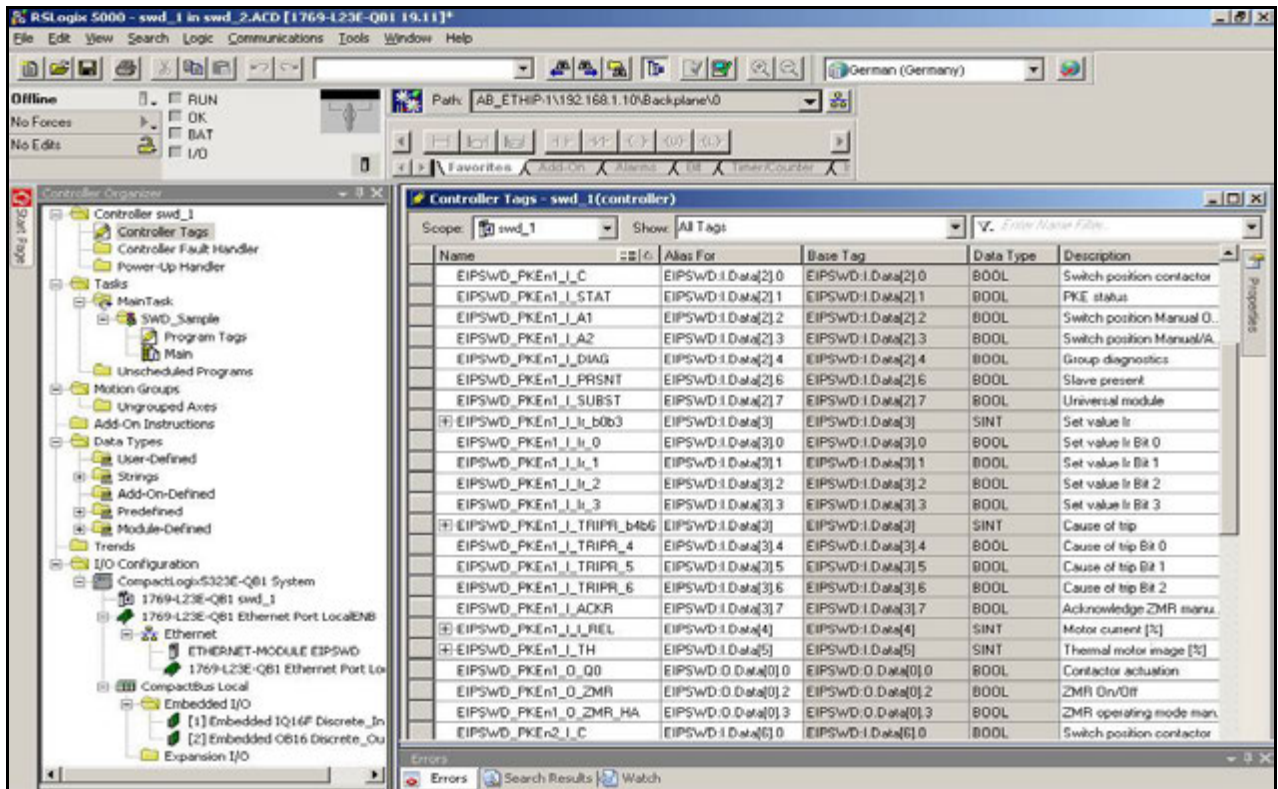 RSLogix 5000 - swd_1 in swd_2.ACD [1769-L23E-QB1 19.11]*
File Edit View Search Logic Communications Tools Window Help
German (Germany)
Offline
RUN
No Forces
OK
No Edits
BAT
I/O
Path: AB_ETHIP-1\192.168.1.10\Backplane\0
Favorites Add-On Alarms Bit Timer/Counter
Start Page
Controller Organizer
Controller swd_1
Controller Tags
Controller Fault Handler
Power-Up Handler
Tasks
MainTask
SWD_Sample
Program Tags
Main
Unscheduled Programs
Motion Groups
Ungrouped Axes
Add-On Instructions
Data Types
User-Defined
Strings
Add-On-Defined
Predefined
Module-Defined
Trends
I/O Configuration
CompactLogix5323E-QB1 System
1769-L23E-QB1 swd_1
1769-L23E-QB1 Ethernet Port LocalENB
Ethernet
ETHERNET-MODULE EIPSWD
1769-L23E-QB1 Ethernet Port Loc
CompactBus Local
Embedded I/O
[1] Embedded IQ16F Discrete_In
[2] Embedded OB16 Discrete_Ou
Expansion I/O
Controller Tags - swd_1(controller)
Scope: swd_1 Show: All Tags Enter Name Filter...
Name Alias For Base Tag Data Type Description
EIPSWD_PKEn1_I_C EIPSWD:I.Data[2].0 EIPSWD:I.Data[2].0 BOOL Switch position contactor
EIPSWD_PKEn1_I_STAT EIPSWD:I.Data[2].1 EIPSWD:I.Data[2].1 BOOL PKE status
EIPSWD_PKEn1_I_A1 EIPSWD:I.Data[2].2 EIPSWD:I.Data[2].2 BOOL Switch position Manual O..
EIPSWD_PKEn1_I_A2 EIPSWD:I.Data[2].3 EIPSWD:I.Data[2].3 BOOL Switch position Manual/A..
EIPSWD_PKEn1_I_DIAG EIPSWD:I.Data[2].4 EIPSWD:I.Data[2].4 BOOL Group diagnostics
EIPSWD_PKEn1_I_PRSNT EIPSWD:I.Data[2].6 EIPSWD:I.Data[2].6 BOOL Slave present
EIPSWD_PKEn1_I_SUBST EIPSWD:I.Data[2].7 EIPSWD:I.Data[2].7 BOOL Universal module
EIPSWD_PKEn1_I_Ir_b0b3 EIPSWD:I.Data[3] EIPSWD:I.Data[3] SINT Set value Ir
EIPSWD_PKEn1_I_Ir_0 EIPSWD:I.Data[3].0 EIPSWD:I.Data[3].0 BOOL Set value Ir Bit 0
EIPSWD_PKEn1_I_Ir_1 EIPSWD:I.Data[3].1 EIPSWD:I.Data[3].1 BOOL Set value Ir Bit 1
EIPSWD_PKEn1_I_Ir_2 EIPSWD:I.Data[3].2 EIPSWD:I.Data[3].2 BOOL Set value Ir Bit 2
EIPSWD_PKEn1_I_Ir_3 EIPSWD:I.Data[3].3 EIPSWD:I.Data[3].3 BOOL Set value Ir Bit 3
EIPSWD_PKEn1_I_TRIPR_b4b6 EIPSWD:I.Data[3] EIPSWD:I.Data[3] SINT Cause of trip
EIPSWD_PKEn1_I_TRIPR_4 EIPSWD:I.Data[3].4 EIPSWD:I.Data[3].4 BOOL Cause of trip Bit 0
EIPSWD_PKEn1_I_TRIPR_5 EIPSWD:I.Data[3].5 EIPSWD:I.Data[3].5 BOOL Cause of trip Bit 1
EIPSWD_PKEn1_I_TRIPR_6 EIPSWD:I.Data[3].6 EIPSWD:I.Data[3].6 BOOL Cause of trip Bit 2
EIPSWD_PKEn1_I_ACKR EIPSWD:I.Data[3].7 EIPSWD:I.Data[3].7 BOOL Acknowledge ZMR manu..
EIPSWD_PKEn1_I_I_REL EIPSWD:I.Data[4] EIPSWD:I.Data[4] SINT Motor current [%]
EIPSWD_PKEn1_I_TH EIPSWD:I.Data[5] EIPSWD:I.Data[5] SINT Thermal motor image [%]
EIPSWD_PKEn1_O_Q0 EIPSWD:O.Data[0].0 EIPSWD:O.Data[0].0 BOOL Contactor actuation
EIPSWD_PKEn1_O_ZMR EIPSWD:O.Data[0].2 EIPSWD:O.Data[0].2 BOOL ZMR On/Off
EIPSWD_PKEn1_O_ZMR_HA EIPSWD:O.Data[0].3 EIPSWD:O.Data[0].3 BOOL ZMR operating mode man..
EIPSWD_PKEn2_I_C EIPSWD:I.Data[6].0 EIPSWD:I.Data[6].0 BOOL Switch position contactor
Properties
Errors
Errors Search Results Watch